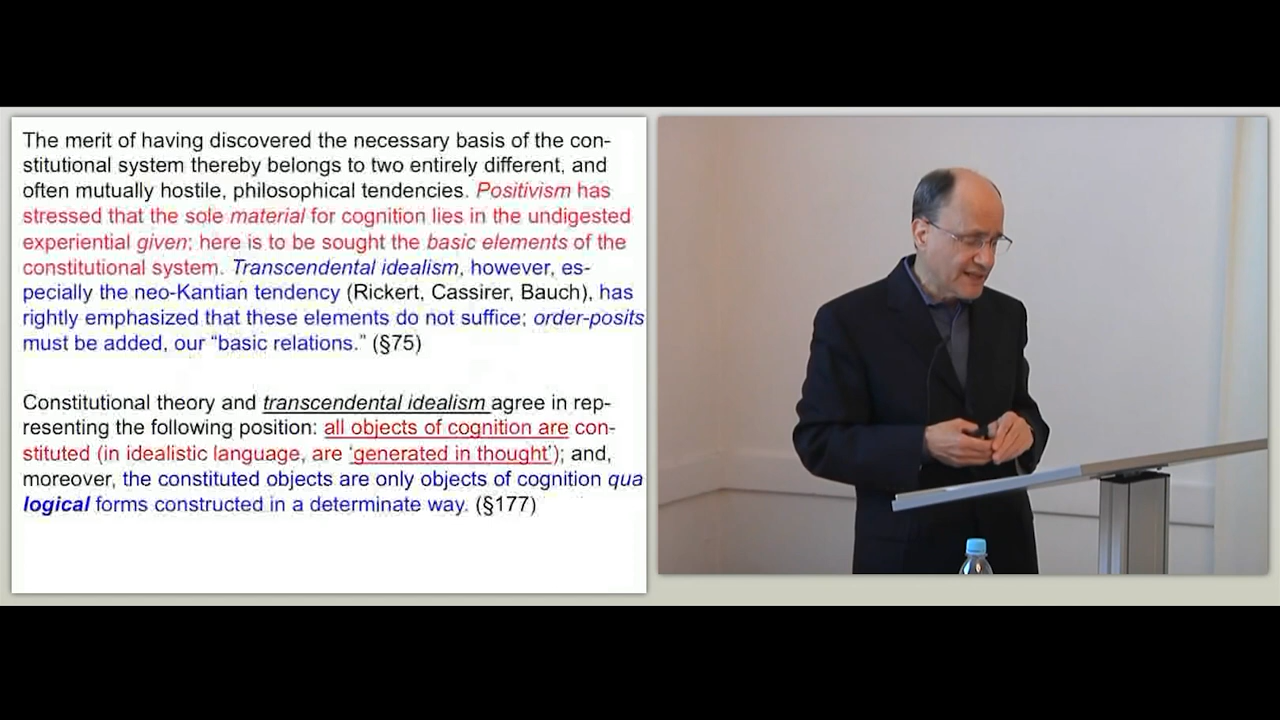 The merit of having discovered the necessary basis of the con-
stitutional system thereby belongs to two entirely different, and
often mutually hostile, philosophical tendencies. Positivism has
stressed that the sole material for cognition lies in the undigested
experiential given; here is to be sought the basic elements of the
constitutional system. Transcendental idealism, however, es-
pecially the neo-Kantian tendency (Rickert, Cassirer, Bauch), has
rightly emphasized that these elements do not suffice; order-posits
must be added, our “basic relations.” (§75)
Constitutional theory and transcendental idealism agree in rep-
resenting the following position: all objects of cognition are con-
stituted (in idealistic language, are ‘generated in thought’); and,
moreover, the constituted objects are only objects of cognition qua
logical forms constructed in a determinate way. (§177)